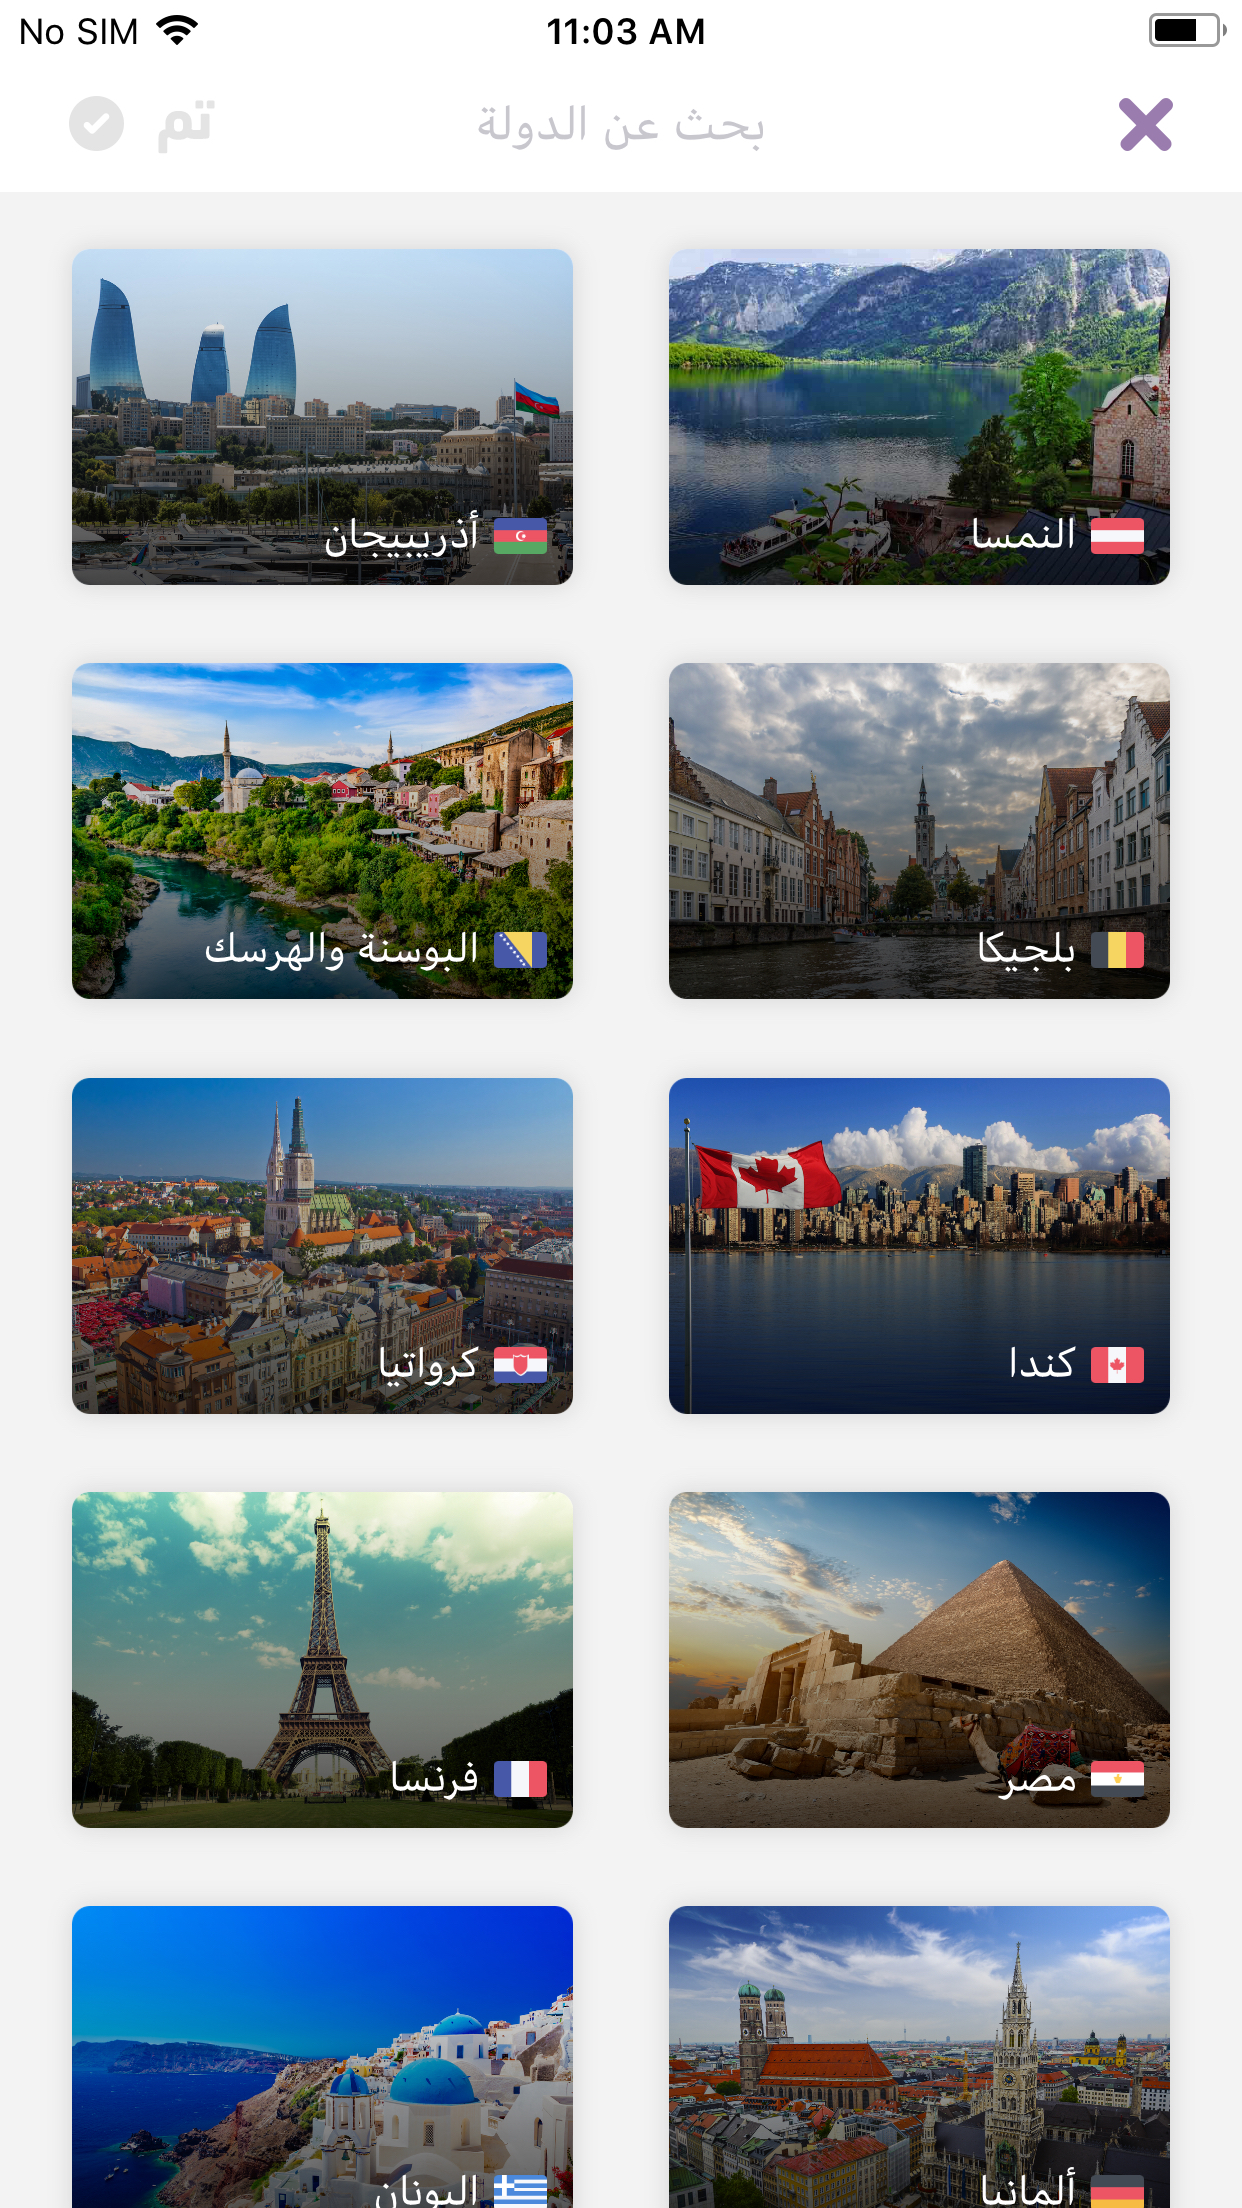 No SIM 11:03 AM
بحث عن الدولة
تم
النمسا
أذربيجان
بلجيكا
البوسنة والهرسك
كندا
كرواتيا
مصر
فرنسا
ألمانيا
اليونان